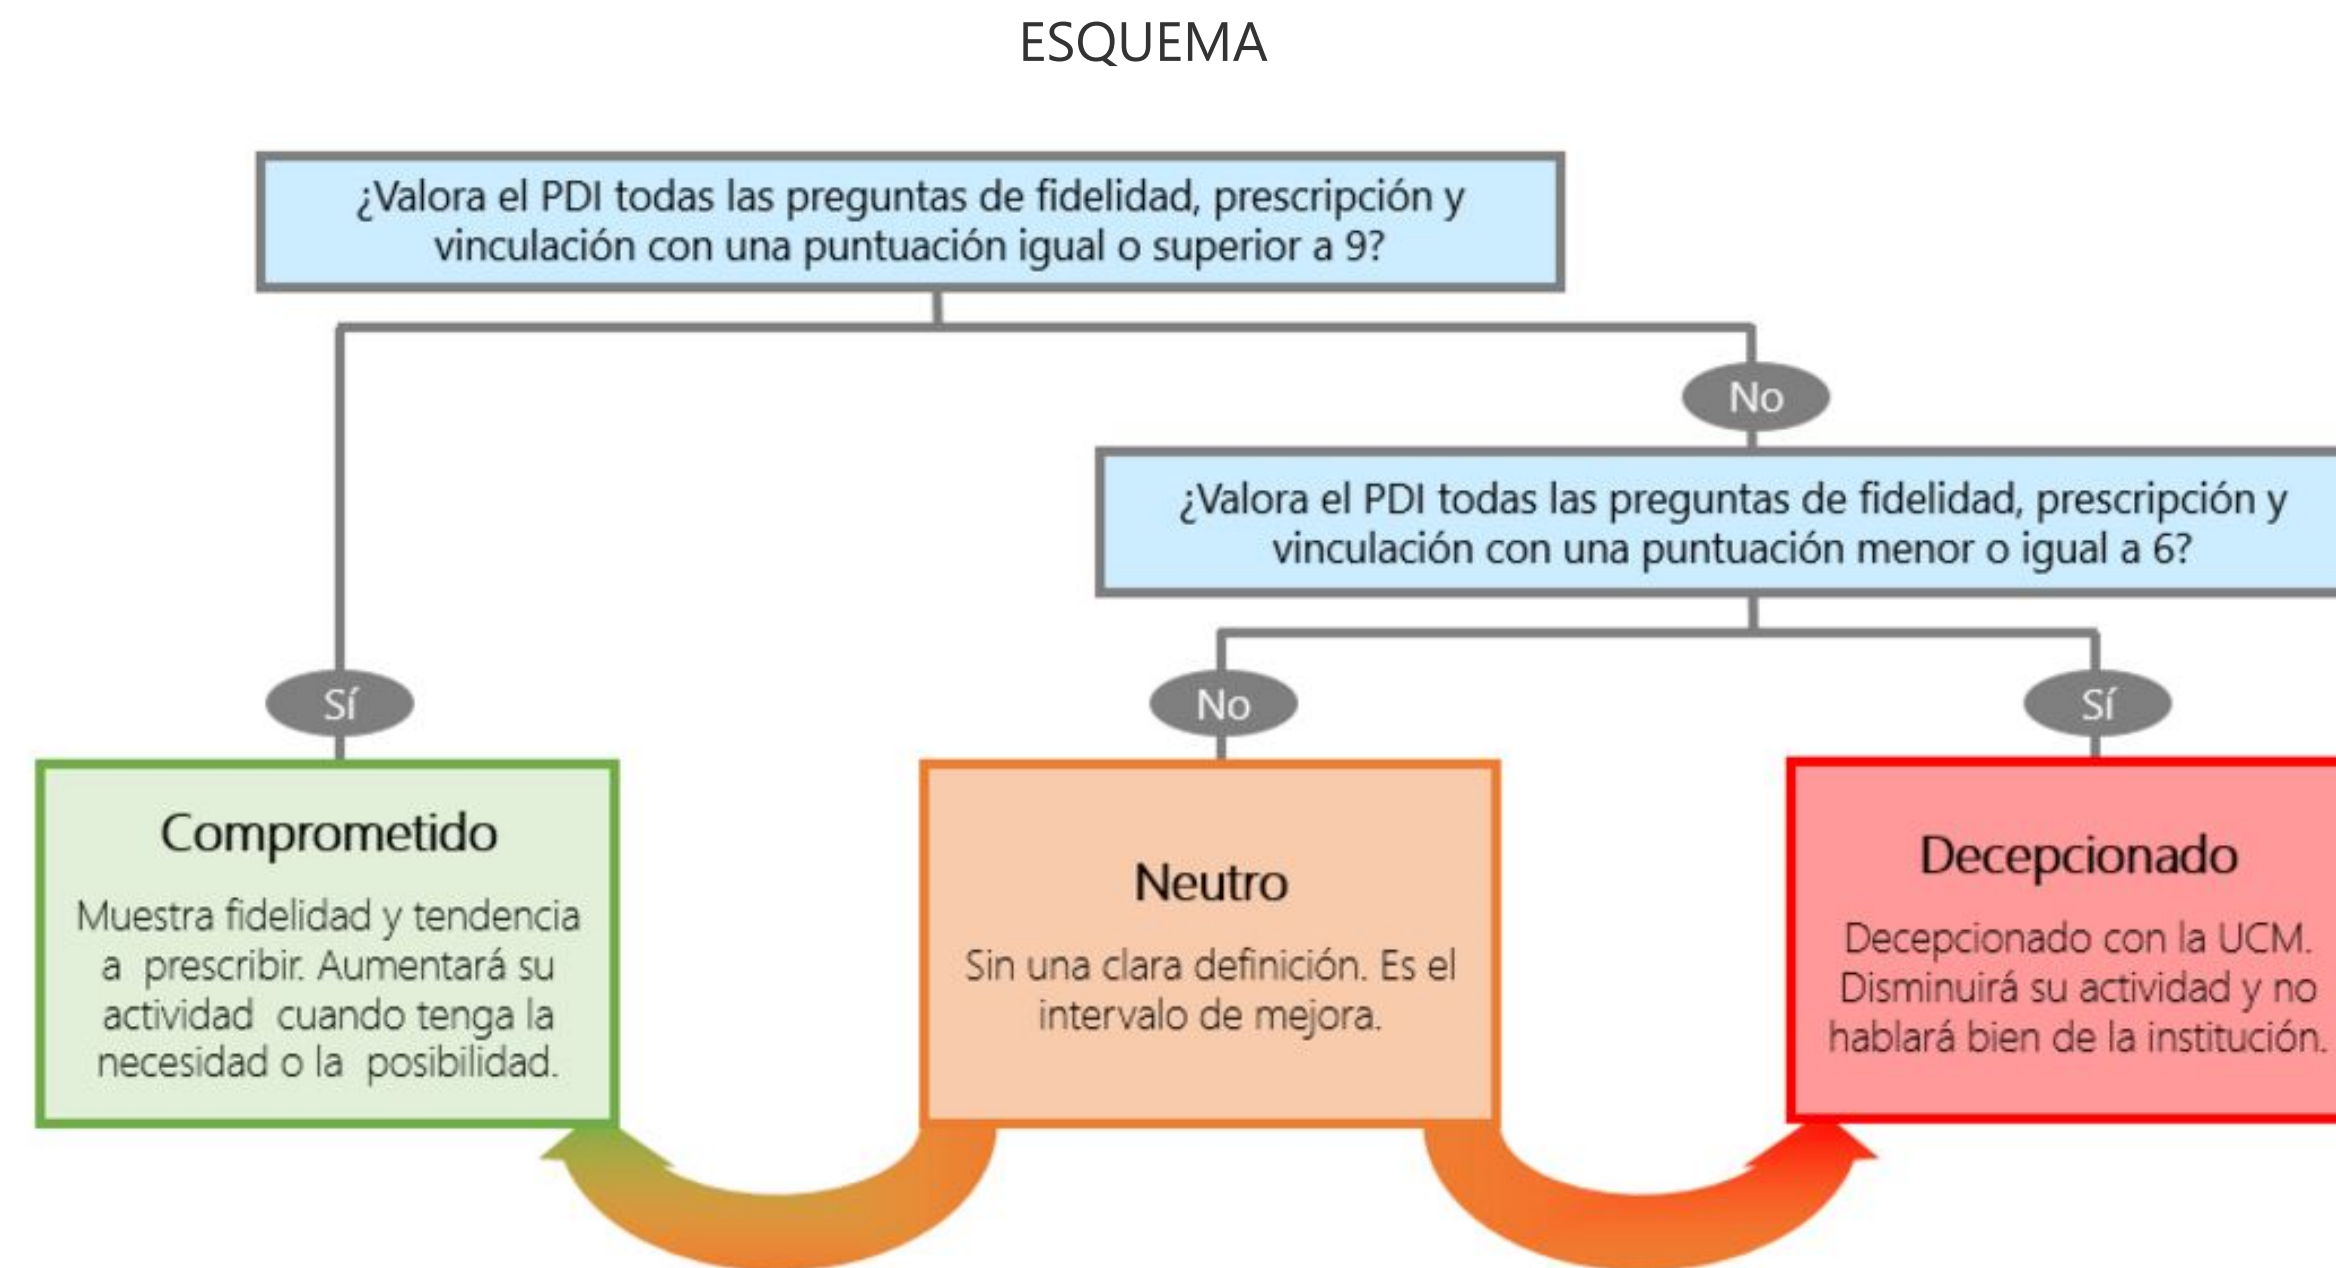 ESQUEMA
¿Valora el PDI todas las preguntas de fidelidad, prescripción y
vinculación con una puntuación igual o superior a 9?
No
¿Valora el PDI todas las preguntas de fidelidad, prescripción y
vinculación con una puntuación menor o igual a 6?
Sí
No
Sí
Comprometido
Muestra fidelidad y tendencia
a prescribir. Aumentará su
actividad cuando tenga la
necesidad o la posibilidad.
Neutro
Sin una clara definición. Es el
intervalo de mejora.
Decepcionado
Decepcionado con la UCM.
Disminuirá su actividad y no
hablará bien de la institución.